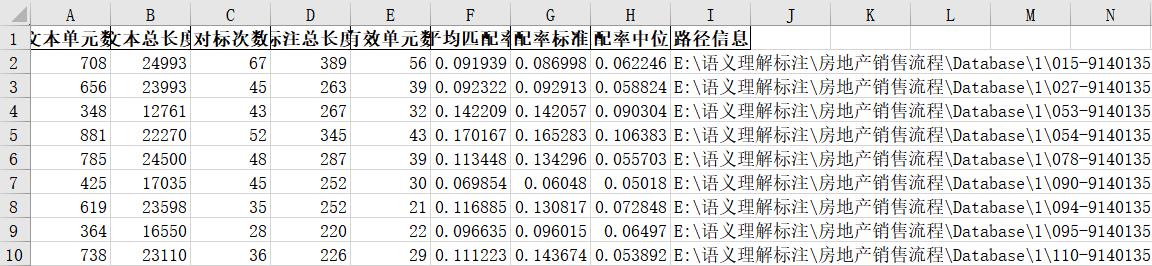 A B C D E F G H I J K L M N
1 文本单元数 文本总长度 对标次数 标注总长度 有效单元数 平均匹配率 配率标准 配率中位 路径信息
2 708 24993 67 389 56 0.091939 0.086998 0.062246 E:\语义理解标注\房地产销售流程\Database\1\015-9140135
3 656 23993 45 263 39 0.092322 0.092913 0.058824 E:\语义理解标注\房地产销售流程\Database\1\027-9140135
4 348 12761 43 267 32 0.142209 0.142057 0.090304 E:\语义理解标注\房地产销售流程\Database\1\053-9140135
5 881 22270 52 345 43 0.170167 0.165283 0.106383 E:\语义理解标注\房地产销售流程\Database\1\054-9140135
6 785 24500 48 287 39 0.113448 0.134296 0.055703 E:\语义理解标注\房地产销售流程\Database\1\078-9140135
7 425 17035 45 252 30 0.069854 0.06048 0.05018 E:\语义理解标注\房地产销售流程\Database\1\090-9140135
8 619 23598 35 252 21 0.116885 0.130817 0.072848 E:\语义理解标注\房地产销售流程\Database\1\094-9140135
9 364 16550 28 220 22 0.096635 0.096015 0.06497 E:\语义理解标注\房地产销售流程\Database\1\095-9140135
10 738 23110 36 226 29 0.111223 0.143674 0.053892 E:\语义理解标注\房地产销售流程\Database\1\110-9140135